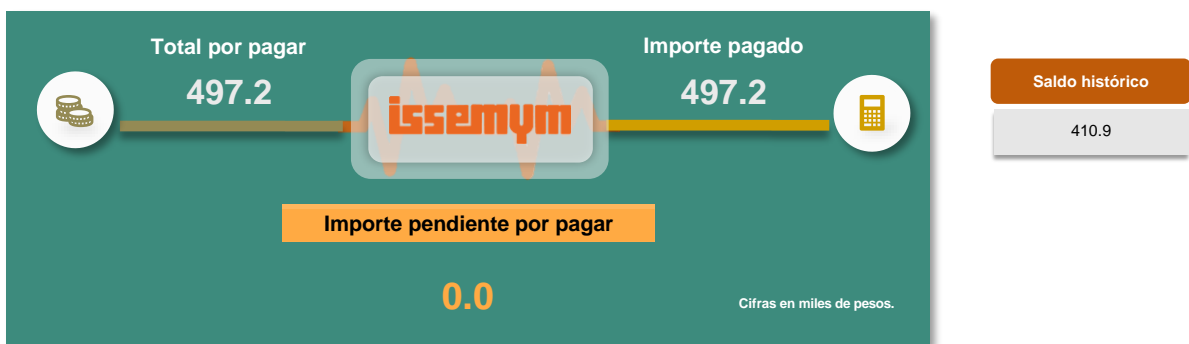 Total por pagar
497.2
issemym
Importe pagado
497.2
Importe pendiente por pagar
0.0
Cifras en miles de pesos.
Saldo histórico
410.9